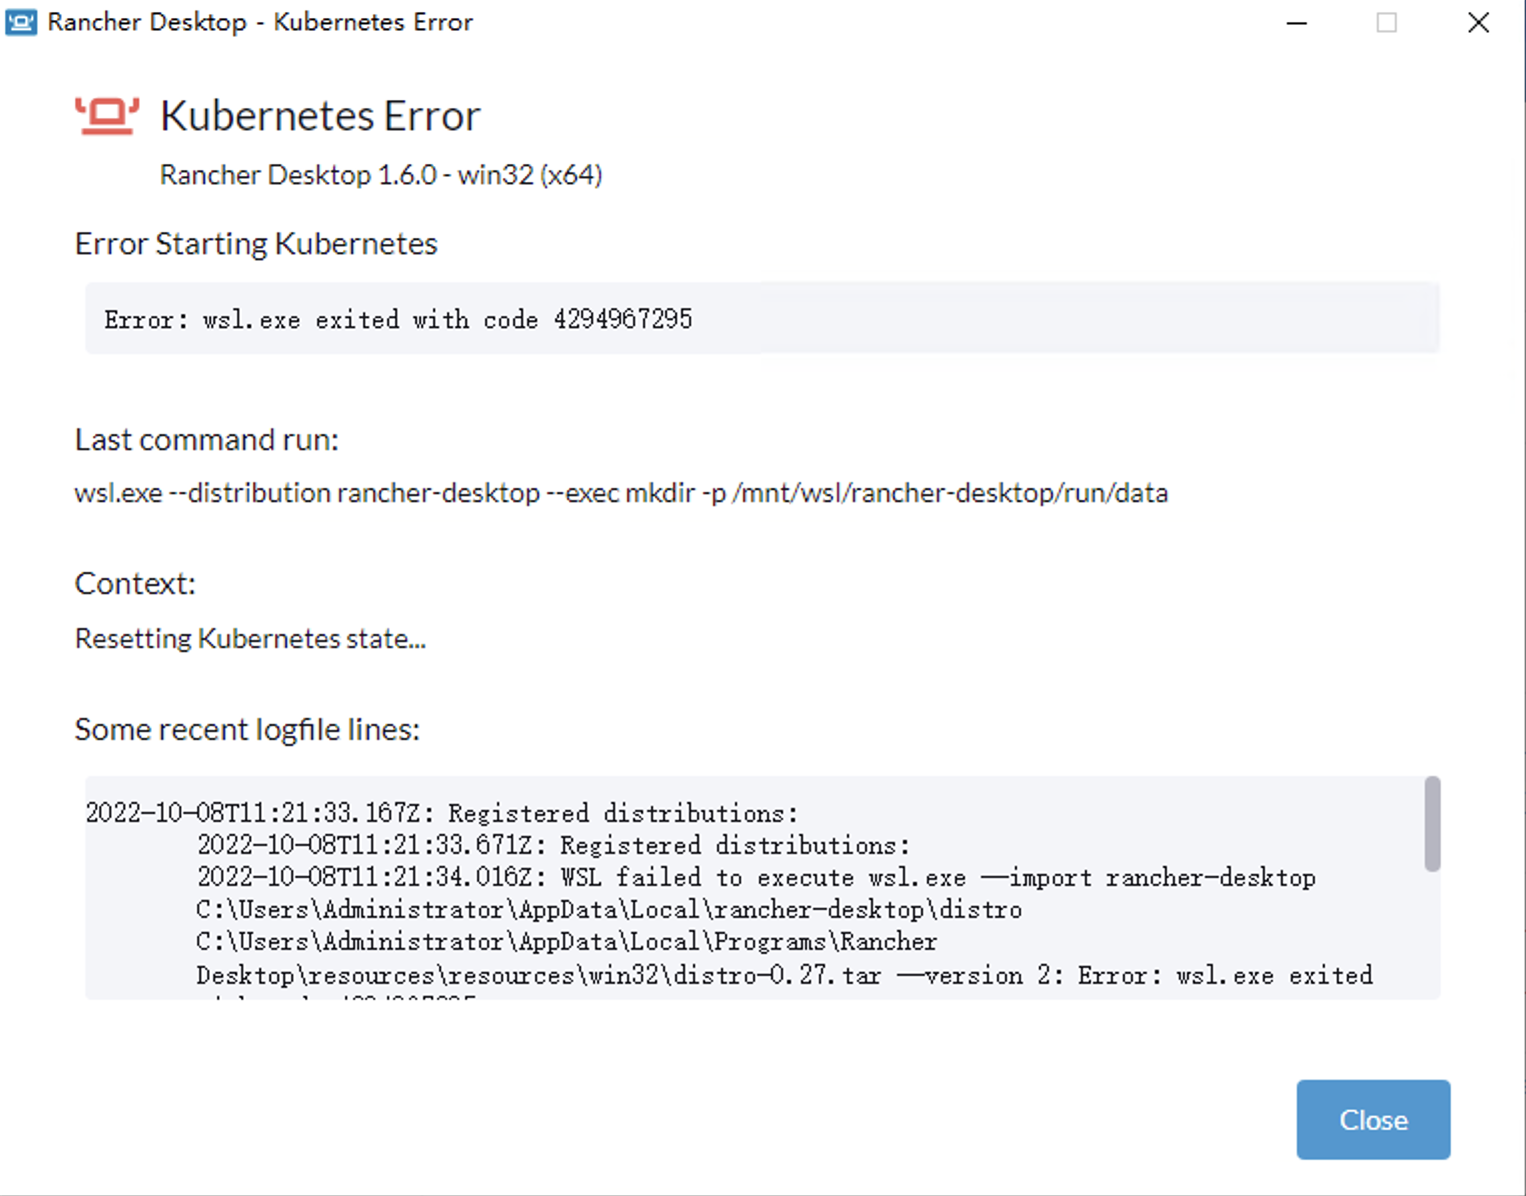 Rancher Desktop - Kubernetes Error
Kubernetes Error
Rancher Desktop 1.6.0 - win32 (x64)
Error Starting Kubernetes
Error: wsl.exe exited with code 4294967295
Last command run:
wsl.exe --distribution rancher-desktop --exec mkdir -p /mnt/wsl/rancher-desktop/run/data
Context:
Resetting Kubernetes state...
Some recent logfile lines:
2022-10-08T11:21:33.167Z: Registered distributions:
2022-10-08T11:21:33.671Z: Registered distributions:
2022-10-08T11:21:34.016Z: WSL failed to execute wsl.exe --import rancher-desktop
C:\Users\Administrator\AppData\Local\rancher-desktop\distro
C:\Users\Administrator\AppData\Local\Programs\Rancher
Desktop\resources\resources\win32\distro-0.27.tar --version 2: Error: wsl.exe exited
Close